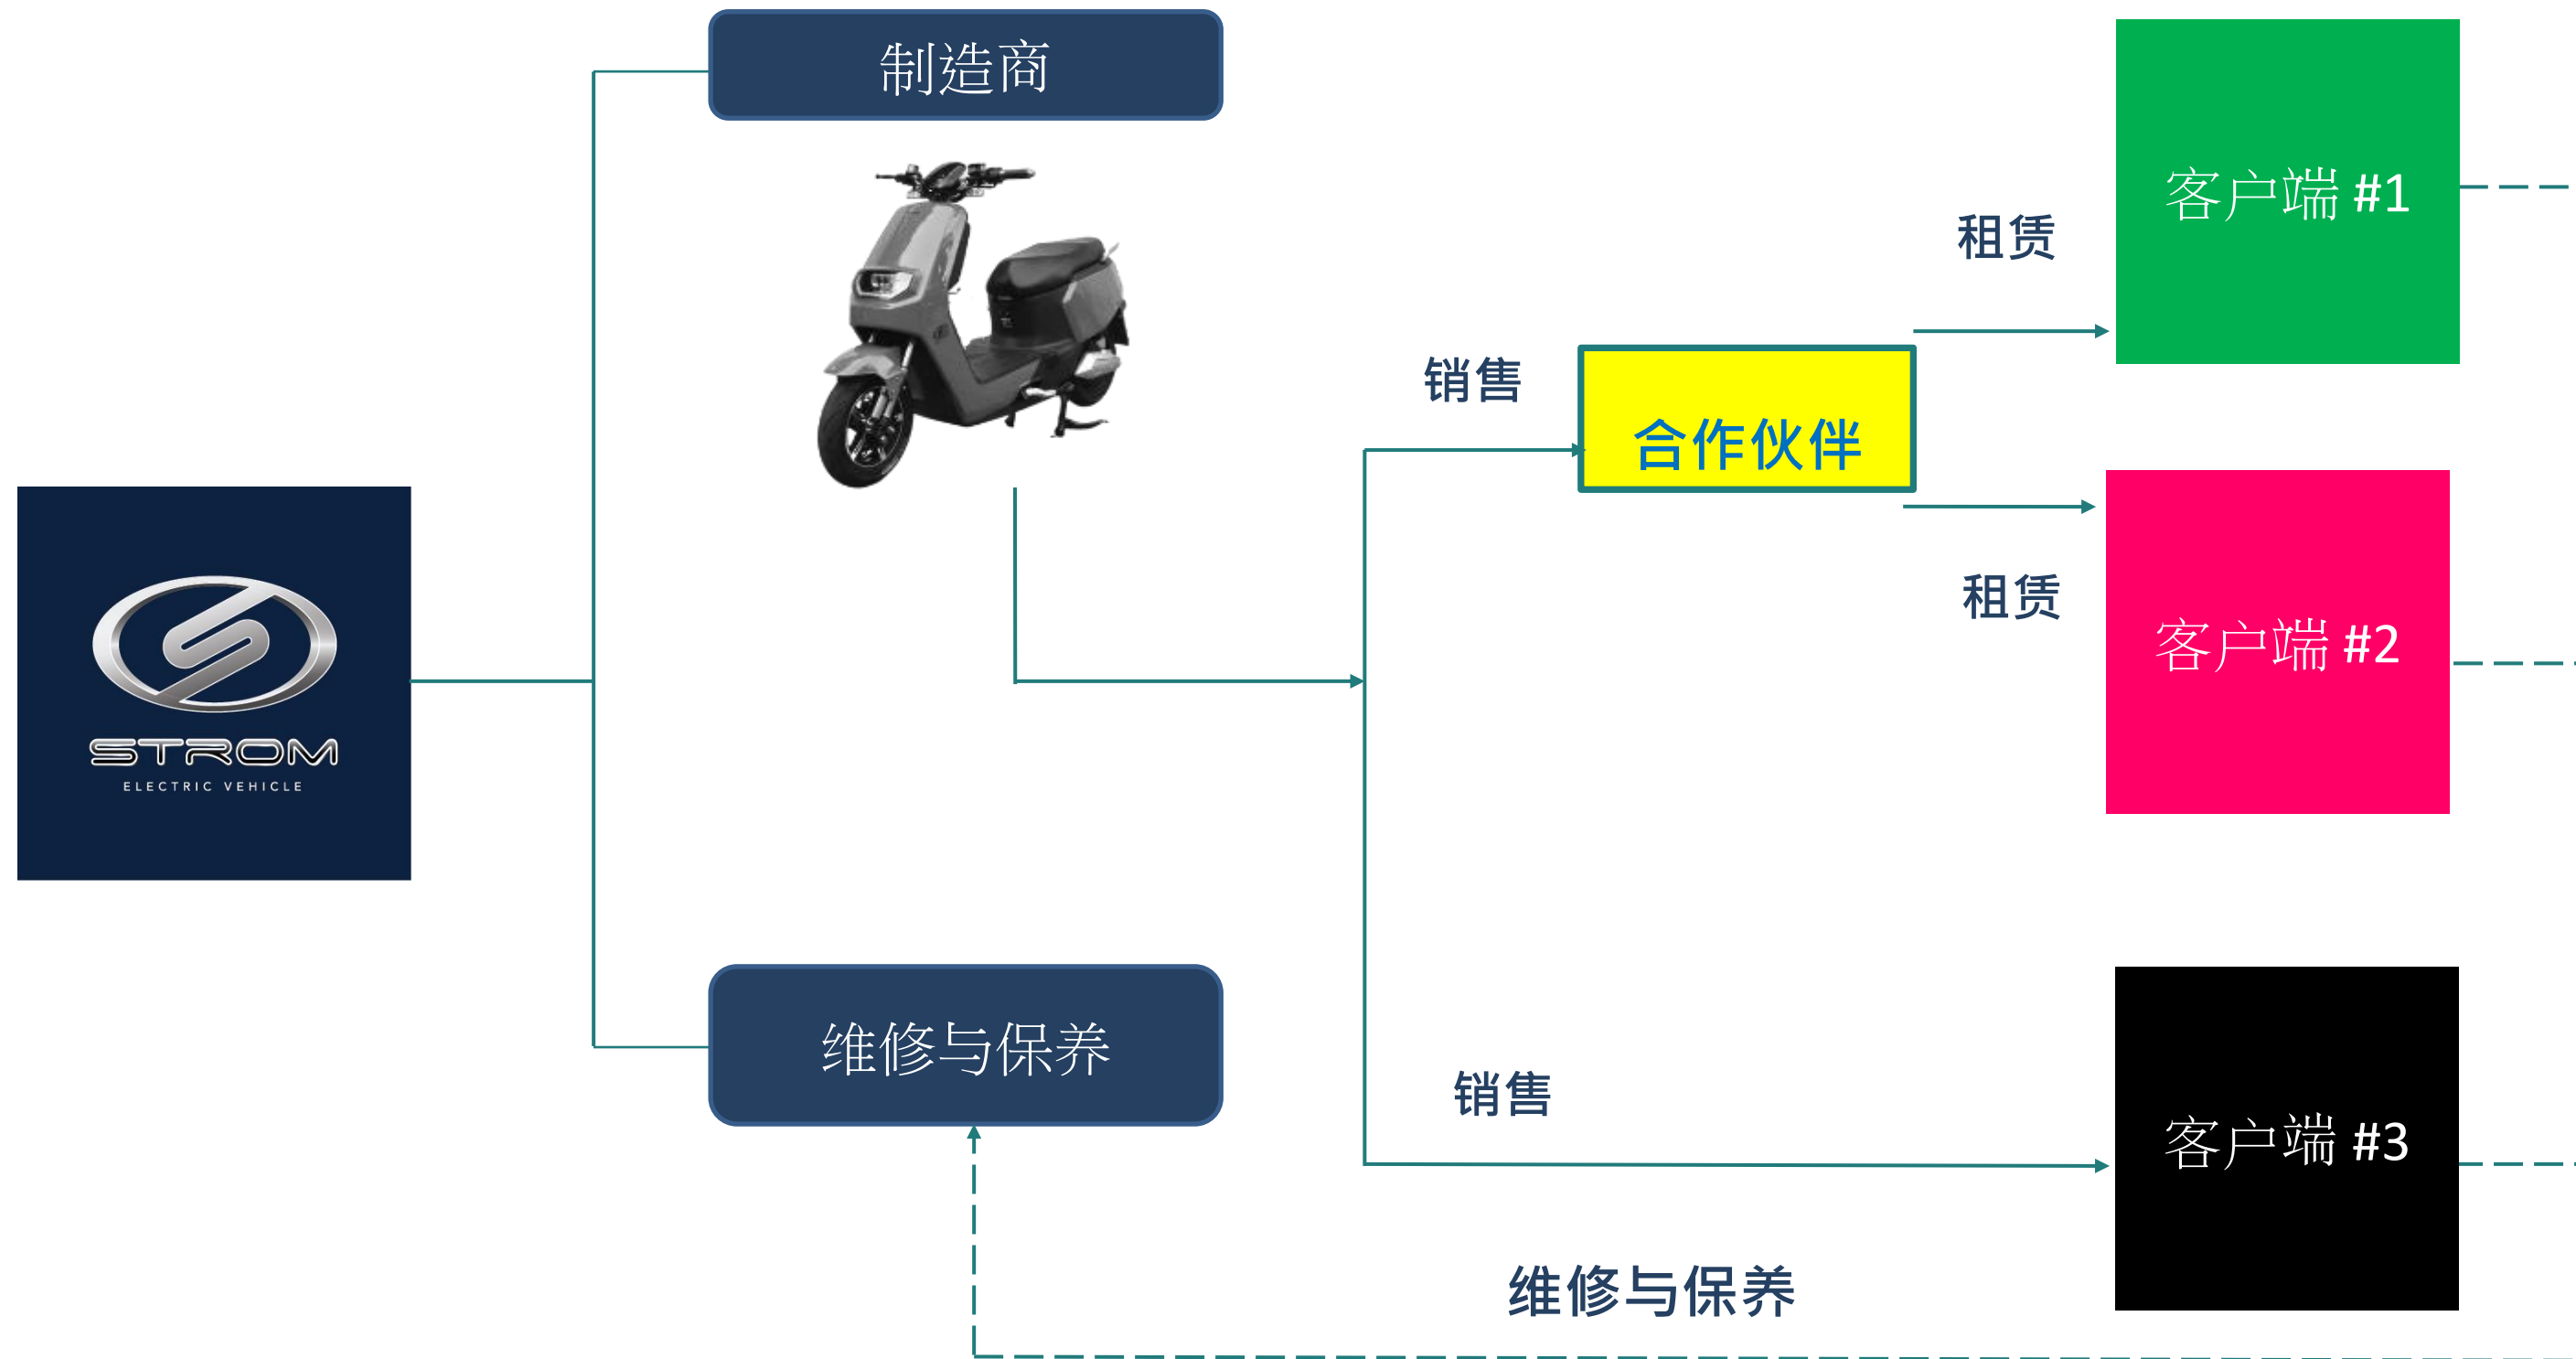 制造商
客户端 #1
租赁
销售
合作伙伴
租赁
客户端 #2
STROM
ELECTRIC VEHICLE
维修与保养
销售
客户端 #3
维修与保养